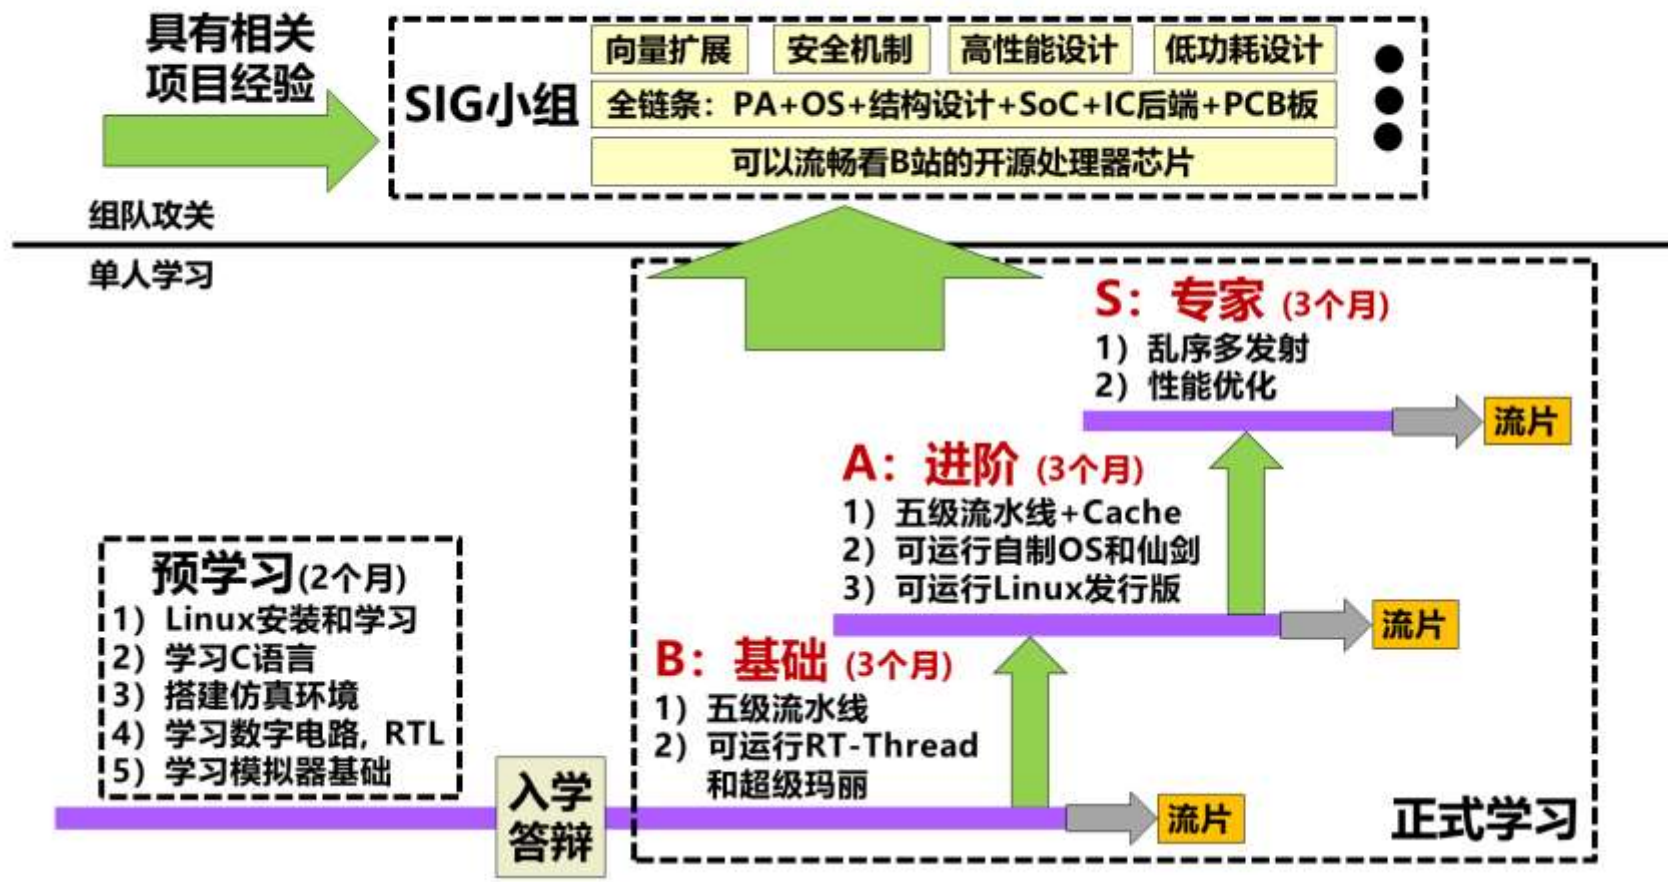 具有相关
项目经验
SIG小组
向量扩展
安全机制
高性能设计
低功耗设计
全链条：PA+OS+结构设计+SoC+IC后端+PCB板
可以流畅看B站的开源处理器芯片
组队攻关
单人学习
S：专家 (3个月)
1）乱序多发射
2）性能优化
流片
A：进阶 (3个月)
1）五级流水线+Cache
2）可运行自制OS和仙剑
3）可运行Linux发行版
流片
预学习(2个月)
1）Linux安装和学习
2）学习C语言
3）搭建仿真环境
4）学习数字电路, RTL
5）学习模拟器基础
入学
答辩
B：基础 (3个月)
1）五级流水线
2）可运行RT-Thread
和超级玛丽
流片
正式学习